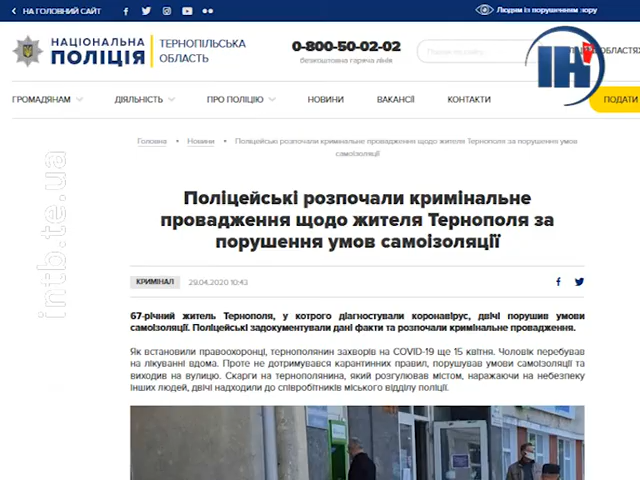 НА ГОЛОВНИЙ САЙТ
Людям із порушенням зору
НАЦІОНАЛЬНА
ПОЛІЦІЯ
ТЕРНОПІЛЬСЬКА
ОБЛАСТЬ
0-800-50-02-02
безкоштовна гаряча лінія
ІН
ОБЛАСТЯХ
ГРОМАДЯНАМ
ДІЯЛЬНІСТЬ
ПРО ПОЛІЦІЮ
НОВИНИ
ВАКАНСІЇ
КОНТАКТИ
ПОДАТИ
Головна • Новини • Поліцейські розпочали кримінальне провадження щодо жителя Тернополя за порушення умов
самоізоляції
intb.te.ua
Поліцейські розпочали кримінальне
провадження щодо жителя Тернополя за
порушення умов самоізоляції
КРИМІНАЛ 29.04.2020 10:43
67-річний житель Тернополя, у котрого діагностували коронавірус, двічі порушив умови
самоізоляції. Поліцейські задокументували дані факти та розпочали кримінальне провадження.
Як встановили правоохоронці, тернополянин захворів на COVID-19 ще 15 квітня. Чоловік перебував
на лікуванні вдома. Проте не дотримувався карантинних правил, порушував умови самоізоляції та
виходив на вулицю. Скарги на тернополянина, який розгулював містом, наражаючи на небезпеку
інших людей, двічі надходили до співробітників міського відділу поліції.